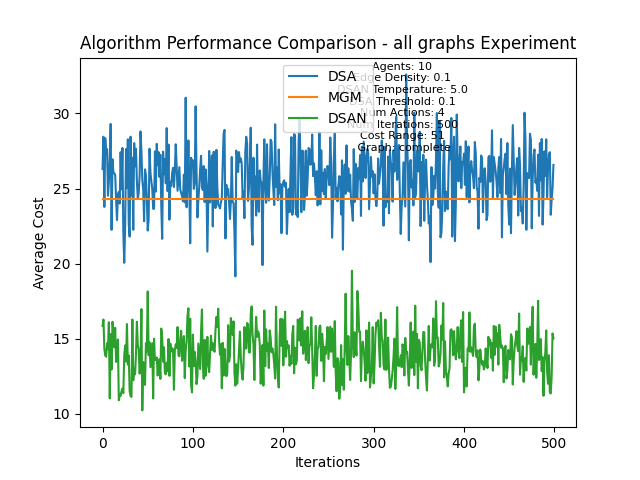 Algorithm Performance Comparison - all graphs Experiment
Agents: 10
Edge Density: 0.1
DSAN Temperature: 5.0
DSA Threshold: 0.1
Num Actions: 4
Num Iterations: 500
Cost Range: 51
Graph: complete
DSA
MGM
DSAN
Average Cost
30
25
20
15
10
0
100
200
300
400
500
Iterations